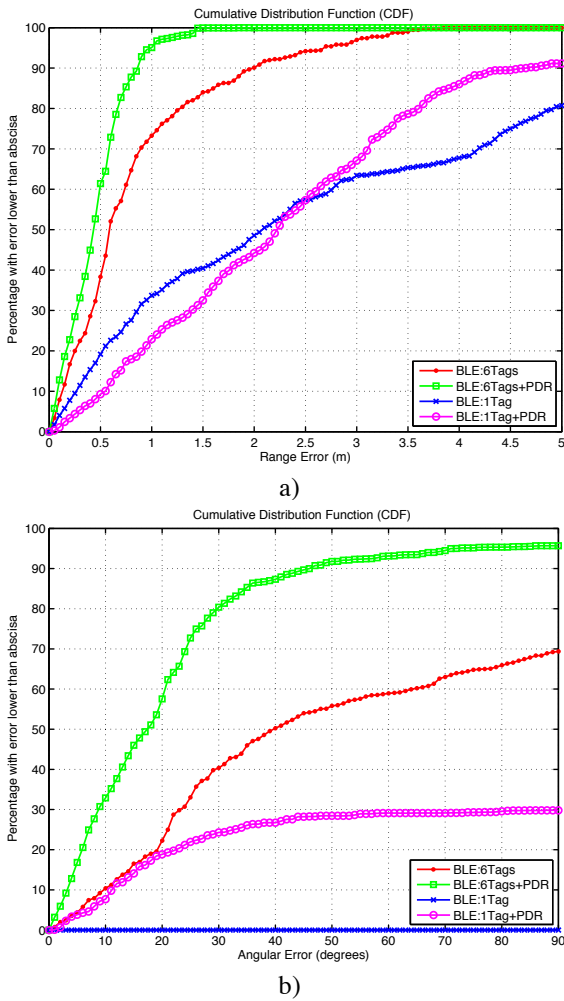 Cumulative Distribution Function (CDF)
100
90
80
70
60
50
40
30
20
10
0
Percentage with error lower than abscisa
BLE:6Tags
BLE:6Tags+PDR
BLE:1Tag
BLE:1Tag+PDR
0 0.5 1 1.5 2 2.5 3 3.5 4 4.5 5
Range Error (m)
a)
Cumulative Distribution Function (CDF)
100
90
80
70
60
50
40
30
20
10
0
Percentage with error lower than abscisa
BLE:6Tags
BLE:6Tags+PDR
BLE:1Tag
BLE:1Tag+PDR
0 10 20 30 40 50 60 70 80 90
Angular Error (degrees)
b)